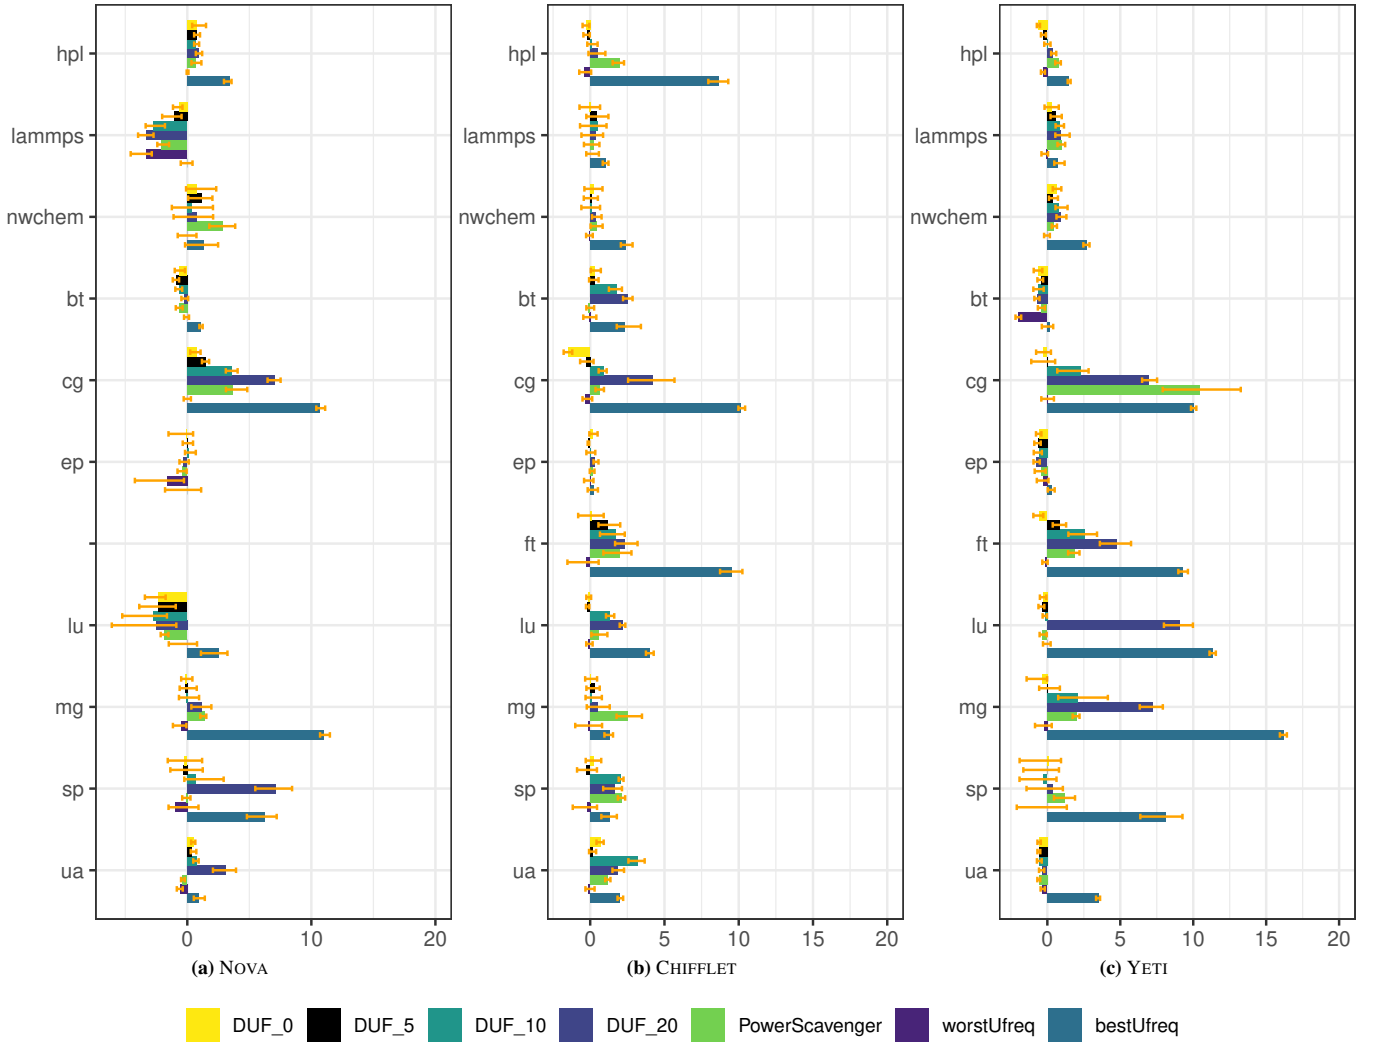 hpl
lammps
nwchem
bt
cg
ep
lu
mg
sp
ua
0 10 20
(a) NOVA
hpl
lammps
nwchem
bt
cg
ep
ft
lu
mg
sp
ua
0 5 10 15 20
(b) CHIFFLET
hpl
lammps
nwchem
bt
cg
ep
ft
lu
mg
sp
ua
0 5 10 15 20
(c) YETI
DUF_0 DUF_5 DUF_10 DUF_20 PowerScavenger worstUfreq bestUfreq